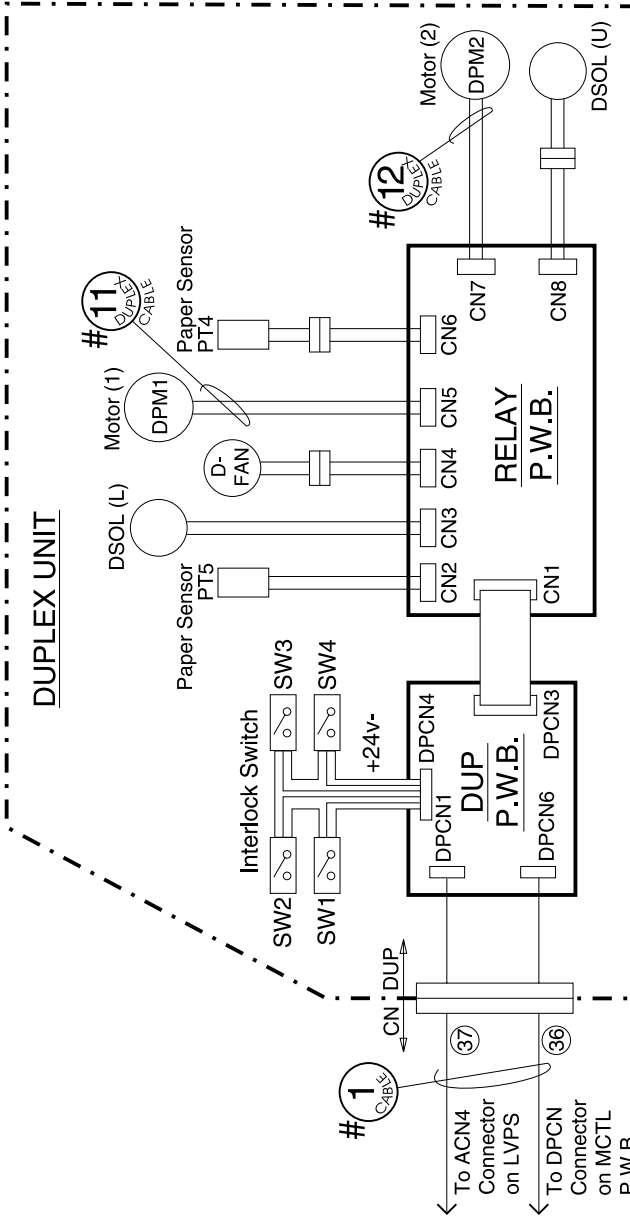 DUPLEX UNIT
Motor (2)
DPM2
DSOL (U)
#12
DUPLEX
CABLE
#11
DUPLEX
CABLE
Paper Sensor
PT4
Motor (1)
DPM1
D-
FAN
DSOL (L)
Paper Sensor
PT5
CN2
CN3
CN4
CN5
CN6
CN7
CN8
CN1
RELAY
P.W.B.
Interlock Switch
SW2
SW3
SW1
SW4
+24v-
DPCN4
DPCN1
DUP
P.W.B.
DPCN6
DPCN3
CN DUP
#1
CABLE
37
36
To ACN4
Connector
on LVPS
To DPCN
Connector
on MCTL
P.W.B.